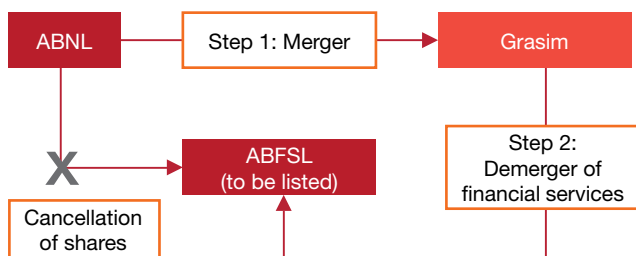 ABNL
Step 1: Merger
Grasim
ABFSL
(to be listed)
Step 2:
Demerger of
financial services
X
Cancellation
of shares